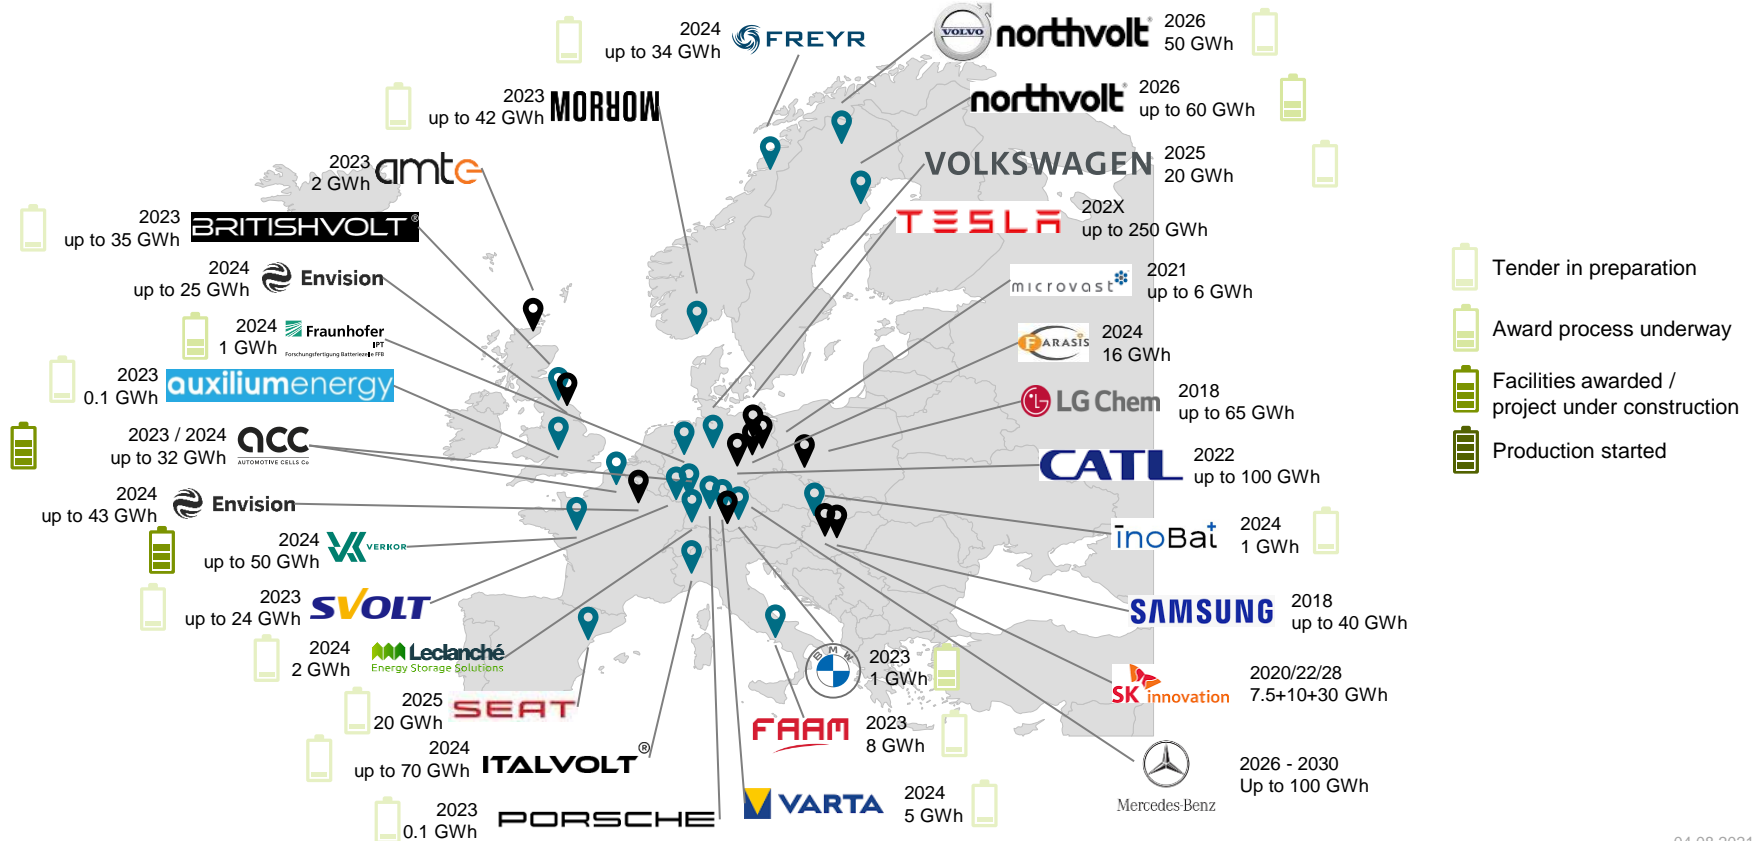 2024
up to 34 GWh
FREYR
VOLVO
northvolt
2026
50 GWh
2023
up to 42 GWh
MORROW
northvolt
2026
up to 60 GWh
2023
2 GWh
amte
VOLKSWAGEN
2025
20 GWh
2023
up to 35 GWh
BRITISHVOLT®
TESLA
202X
up to 250 GWh
2024
up to 25 GWh
Envision
microvast
2021
up to 6 GWh
2024
1 GWh
Fraunhofer
IPT
Forschungsfertigung Batteriezelle FFB
FARASIS
2024
16 GWh
2023
0.1 GWh
auxiliumenergy
LG Chem
2018
up to 65 GWh
2023 / 2024
up to 32 GWh
acc
AUTOMOTIVE CELLS Co
CATL
2022
up to 100 GWh
2024
up to 43 GWh
Envision
inoBat
2024
1 GWh
2024
up to 50 GWh
VERKOR
2023
up to 24 GWh
SVOLT
SAMSUNG
2018
up to 40 GWh
2024
2 GWh
Leclanché
Energy Storage Solutions
BMW
2023
1 GWh
SK innovation
2020/22/28
7.5+10+30 GWh
2025
20 GWh
SEAT
FAAM
2023
8 GWh
2024
up to 70 GWh
ITALVOLT®
Mercedes-Benz
2026 - 2030
Up to 100 GWh
2023
0.1 GWh
PORSCHE
VARTA
2024
5 GWh
Tender in preparation
Award process underway
Facilities awarded /
project under construction
Production started
04.08.2021